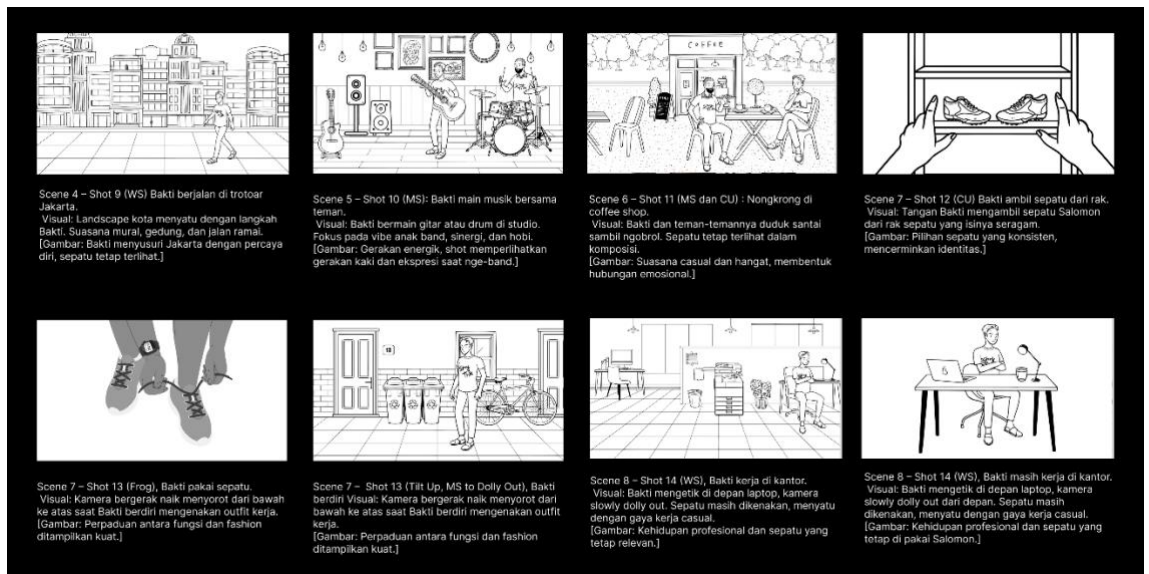 COFFEE
Scene 4 – Shot 9 (WS) Bakti berjalan di trotoar
Jakarta.
Visual: Landscape kota menyatu dengan langkah
Bakti. Suasana mural, gedung, dan jalan ramai.
[Gambar: Bakti menyusuri Jakarta dengan percaya
diri, sepatu tetap terlihat.]
Scene 5 – Shot 10 (MS): Bakti main musik bersama
teman.
Visual: Bakti bermain gitar atau drum di studio.
Fokus pada vibe anak band, sinergi, dan hobi.
[Gambar: Gerakan energik, shot memperlihatkan
gerakan kaki dan ekspresi saat nge-band.]
Scene 6 – Shot 11 (MS dan CU) : Nongkrong di
coffee shop.
Visual: Bakti dan teman-temannya duduk santai
sambil ngobrol. Sepatu tetap terlihat dalam
komposisi.
[Gambar: Suasana casual dan hangat, membentuk
hubungan emosional.]
Scene 7 – Shot 12 (CU) Bakti ambil sepatu dari rak.
Visual: Tangan Bakti mengambil sepatu Salomon
dari rak sepatu yang isinya seragam.
[Gambar: Pilihan sepatu yang konsisten,
mencerminkan identitas.]
12
Scene 7 – Shot 13 (Frog), Bakti pakai sepatu.
Visual: Kamera bergerak naik menyorot dari bawah
ke atas saat Bakti berdiri mengenakan outfit kerja.
[Gambar: Perpaduan antara fungsi dan fashion
ditampilkan kuat.]
Scene 7 – Shot 13 (Tilt Up, MS to Dolly Out), Bakti
berdiri Visual: Kamera bergerak naik menyorot dari
bawah ke atas saat Bakti berdiri mengenakan outfit
kerja.
[Gambar: Perpaduan antara fungsi dan fashion
ditampilkan kuat.]
Scene 8 – Shot 14 (WS), Bakti kerja di kantor.
Visual: Bakti mengetik di depan laptop, kamera
slowly dolly out. Sepatu masih dikenakan, menyatu
dengan gaya kerja casual.
[Gambar: Kehidupan profesional dan sepatu yang
tetap relevan.]
Scene 8 – Shot 14 (WS), Bakti masih kerja di kantor.
Visual: Bakti mengetik di depan laptop, kamera
slowly dolly out dari depan. Sepatu masih
dikenakan, menyatu dengan gaya kerja casual.
[Gambar: Kehidupan profesional dan sepatu yang
tetap di pakai Salomon.]